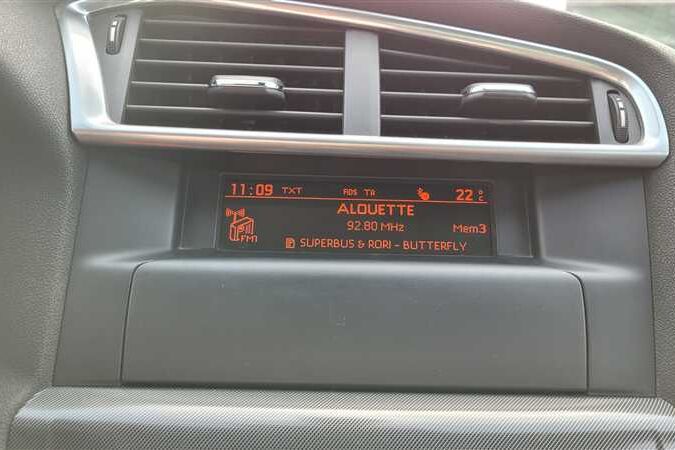 11:09 TXT RDS TA 22 °C
ALOUETTE
92.80 MHz
FM1 Mem3
SUPERBUS & RORI - BUTTERFLY